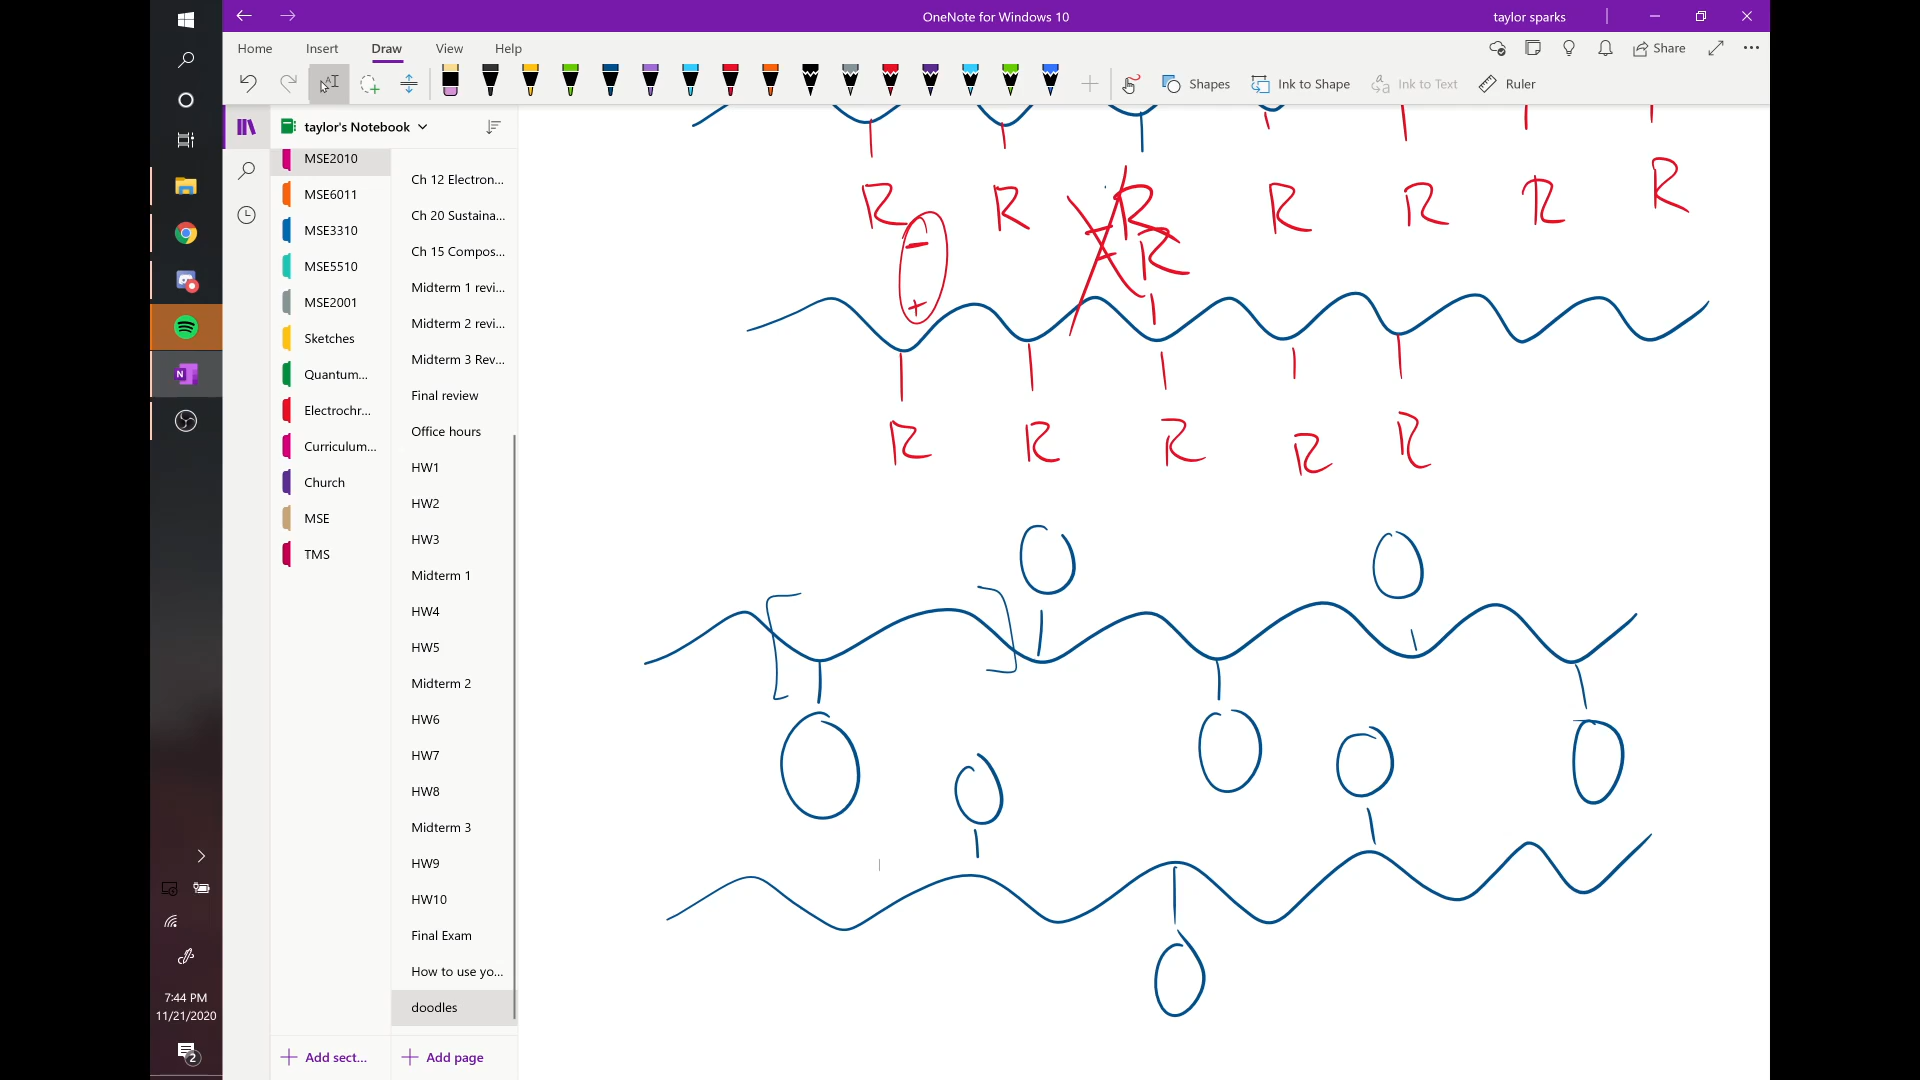 OneNote for Windows 10
taylor sparks
Home Insert Draw View Help
Share
Shapes Ink to Shape Ink to Text Ruler
taylor's Notebook
MSE2010
MSE6011
MSE3310
MSE5510
MSE2001
Sketches
Quantum...
Electrochr...
Curriculum...
Church
MSE
TMS
Add sect...
Ch 12 Electron...
Ch 20 Sustaina...
Ch 15 Compos...
Midterm 1 revi...
Midterm 2 revi...
Midterm 3 Rev...
Final review
Office hours
HW1
HW2
HW3
Midterm 1
HW4
HW5
Midterm 2
HW6
HW7
HW8
Midterm 3
HW9
HW10
Final Exam
How to use yo...
doodles
Add page
R R R R R R R
R
−
+
R R R R R
7:44 PM
11/21/2020
2